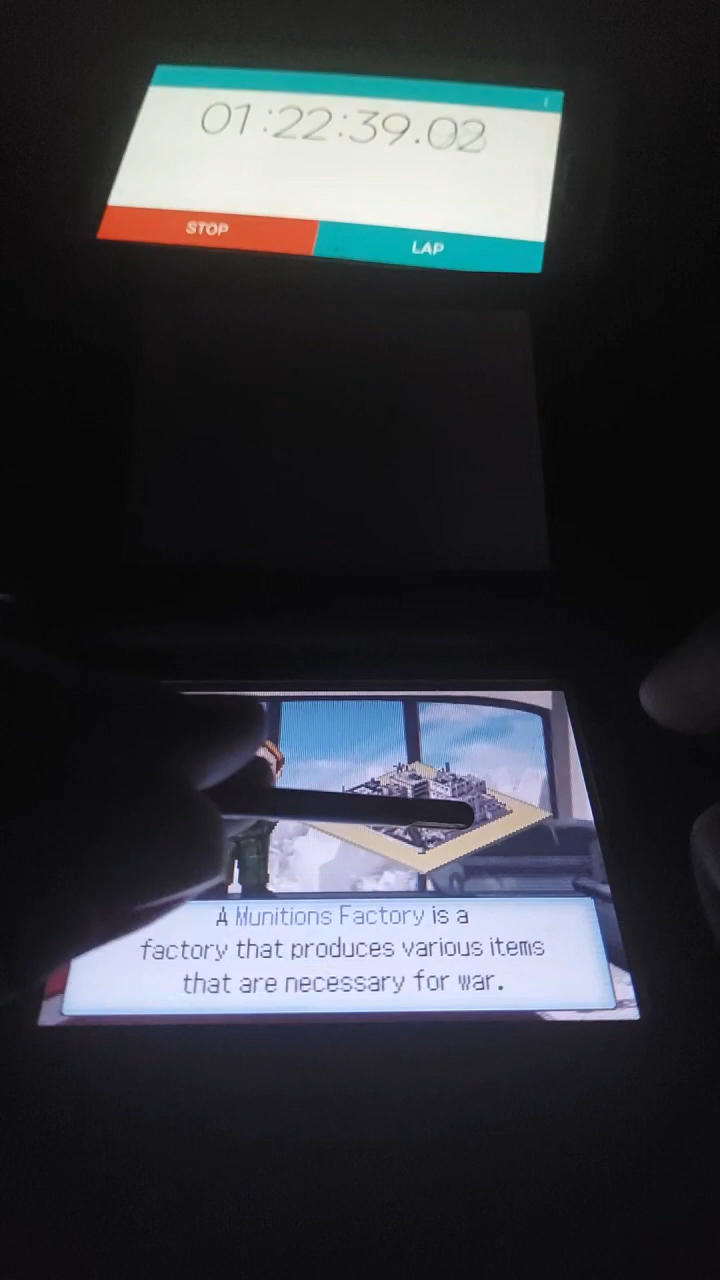 01:22:39.02
STOP
LAP
A Munitions Factory is a
factory that produces various items
that are necessary for war.